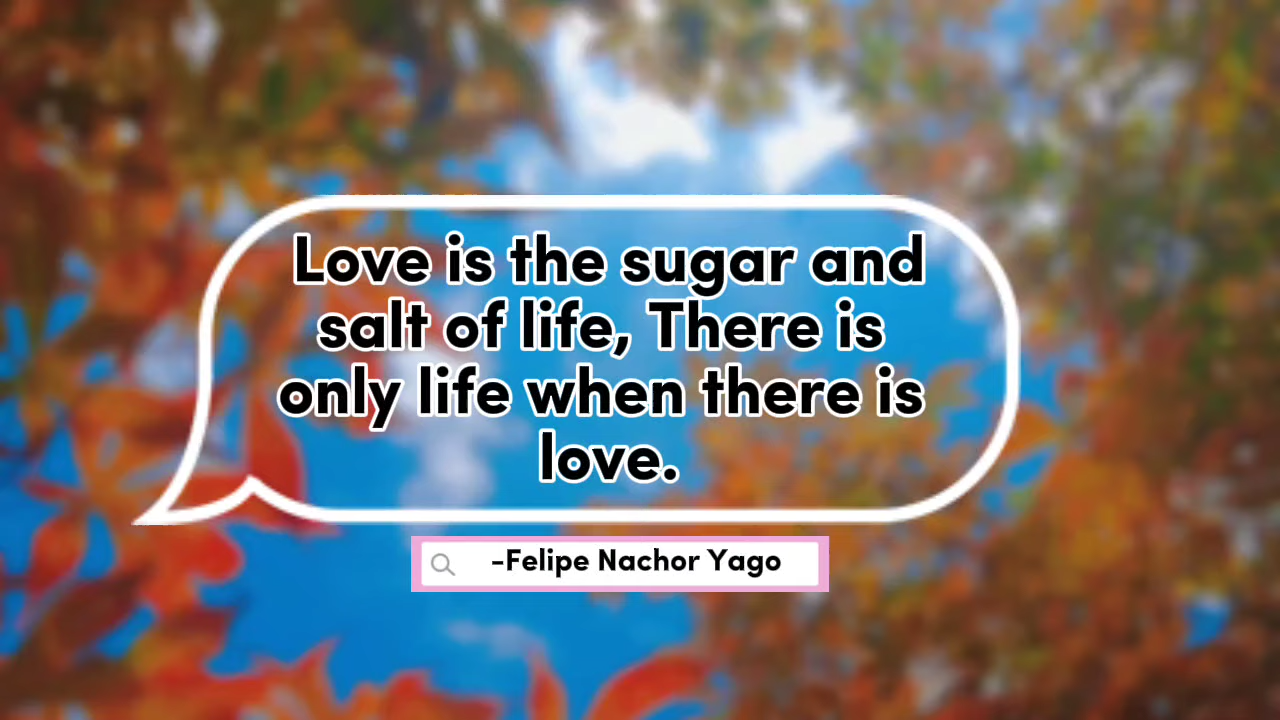 Love is the sugar and
salt of life, There is
only life when there is
love.
-Felipe Nachor Yago